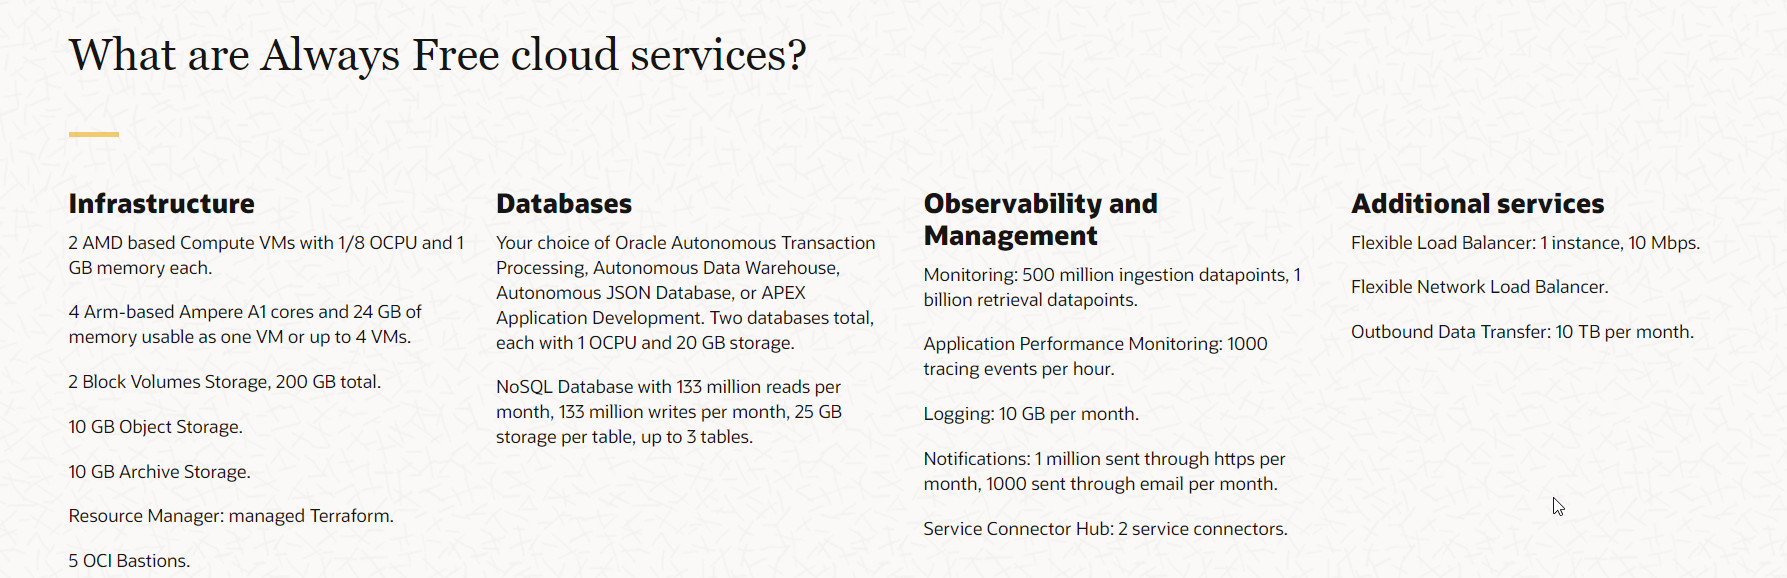 What are Always Free cloud services?
Infrastructure
2 AMD based Compute VMs with 1/8 OCPU and 1
GB memory each.
4 Arm-based Ampere A1 cores and 24 GB of
memory usable as one VM or up to 4 VMs.
2 Block Volumes Storage, 200 GB total.
10 GB Object Storage.
10 GB Archive Storage.
Resource Manager: managed Terraform.
5 OCI Bastions.
Databases
Your choice of Oracle Autonomous Transaction
Processing, Autonomous Data Warehouse,
Autonomous JSON Database, or APEX
Application Development. Two databases total,
each with 1 OCPU and 20 GB storage.
NoSQL Database with 133 million reads per
month, 133 million writes per month, 25 GB
storage per table, up to 3 tables.
Observability and
Management
Monitoring: 500 million ingestion datapoints, 1
billion retrieval datapoints.
Application Performance Monitoring: 1000
tracing events per hour.
Logging: 10 GB per month.
Notifications: 1 million sent through https per
month, 1000 sent through email per month.
Service Connector Hub: 2 service connectors.
Additional services
Flexible Load Balancer: 1 instance, 10 Mbps.
Flexible Network Load Balancer.
Outbound Data Transfer: 10 TB per month.